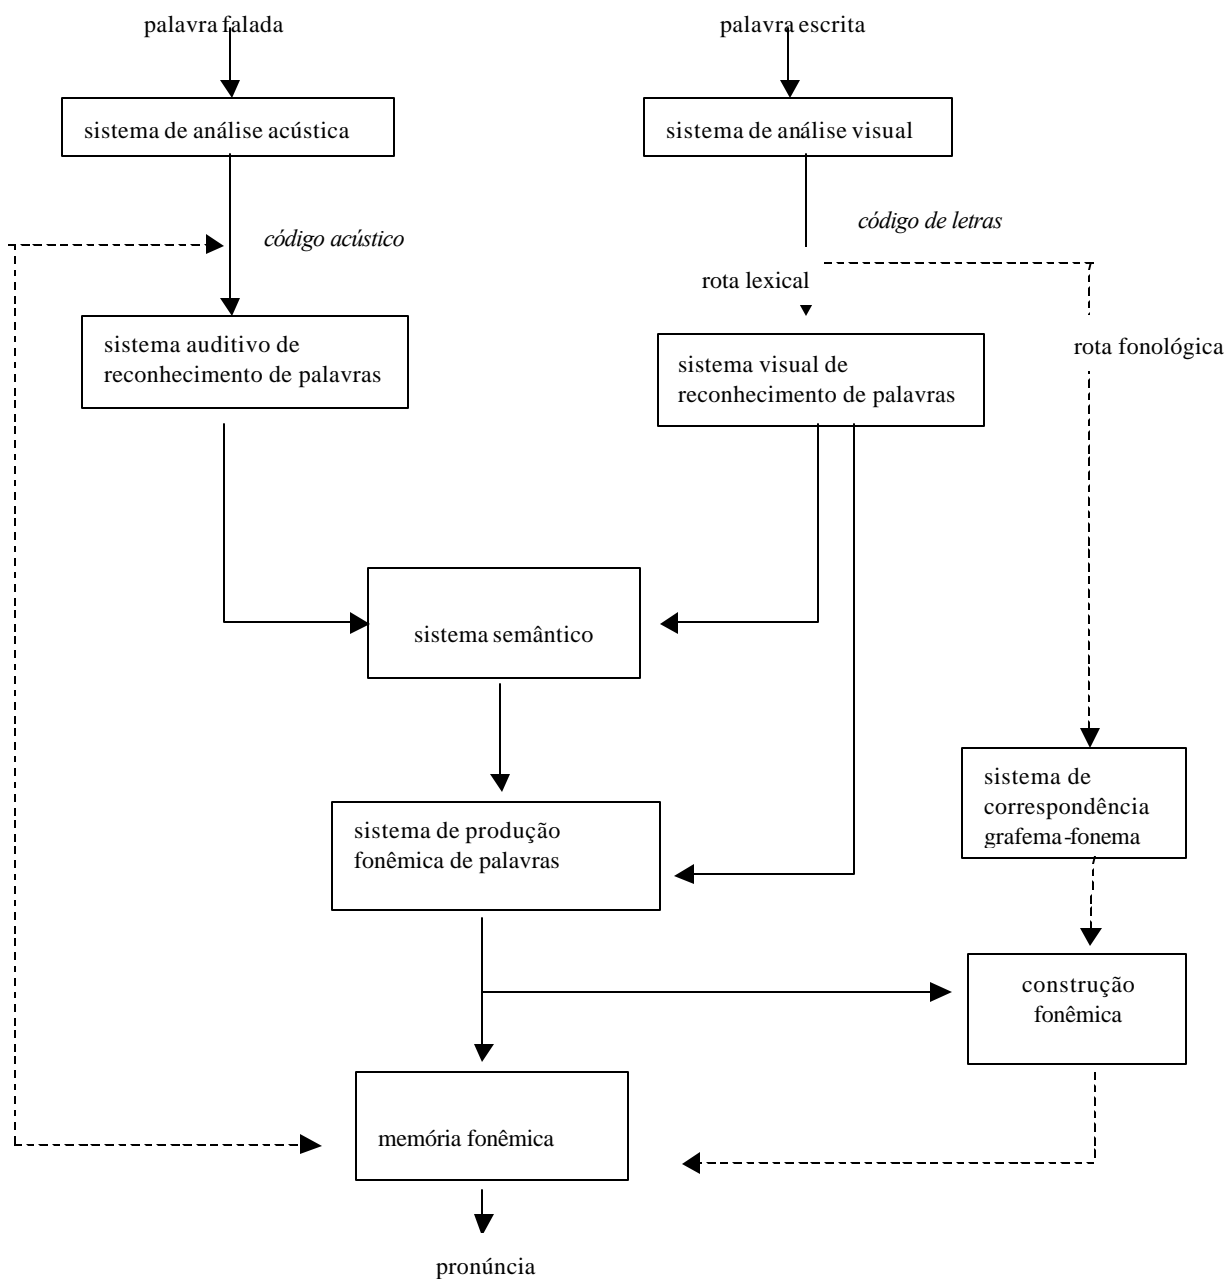 palavra falada
palavra escrita
sistema de análise acústica
sistema de análise visual
código acústico
código de letras
rota lexical
rota fonológica
sistema auditivo de
reconhecimento de palavras
sistema visual de
reconhecimento de palavras
sistema semântico
sistema de produção
fonêmica de palavras
sistema de
correspondência
grafema-fonema
construção
fonêmica
memória fonêmica
pronúncia